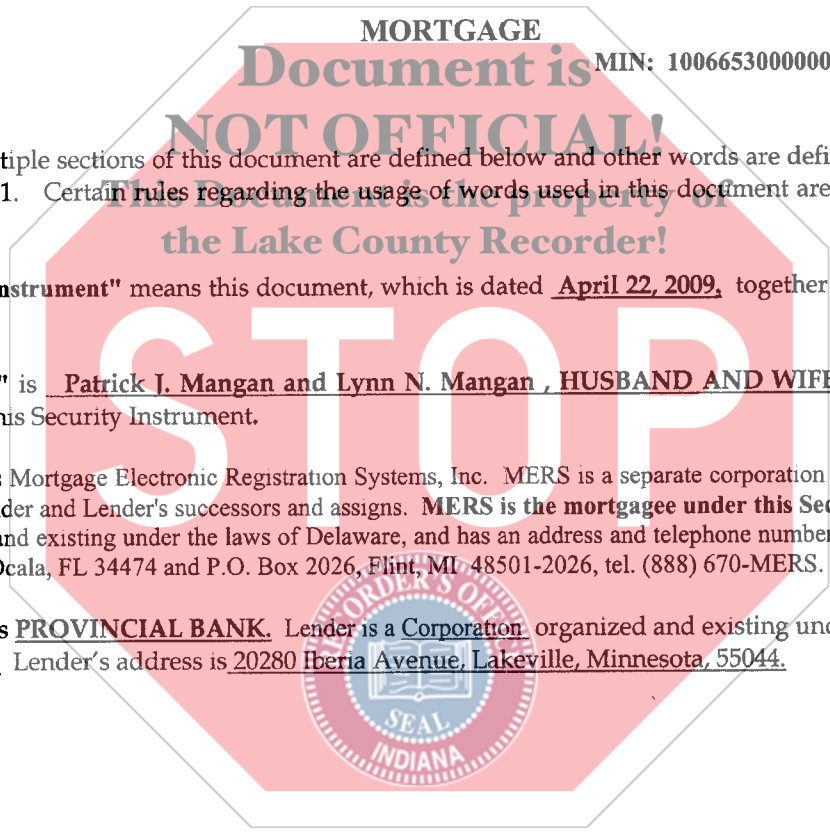 MORTGAGE
Document is
MIN: 1006653000000
NOT OFFICIAL!
tiple sections of this document are defined below and other words are defi
1. Certain rules regarding the usage of words used in this document are
This Document is the property of
the Lake County Recorder!
nstrument" means this document, which is dated April 22, 2009, together
" is Patrick J. Mangan and Lynn N. Mangan , HUSBAND AND WIFE
his Security Instrument.
STOP
s Mortgage Electronic Registration Systems, Inc. MERS is a separate corporation
der and Lender's successors and assigns. MERS is the mortgagee under this Sec
nd existing under the laws of Delaware, and has an address and telephone number
Ocala, FL 34474 and P.O. Box 2026, Flint, MI 48501-2026, tel. (888) 670-MERS.
RECORDER'S OFFICE
s PROVINCIAL BANK. Lender is a Corporation organized and existing und
Lender's address is 20280 Iberia Avenue, Lakeville, Minnesota, 55044.
SEAL
INDIANA